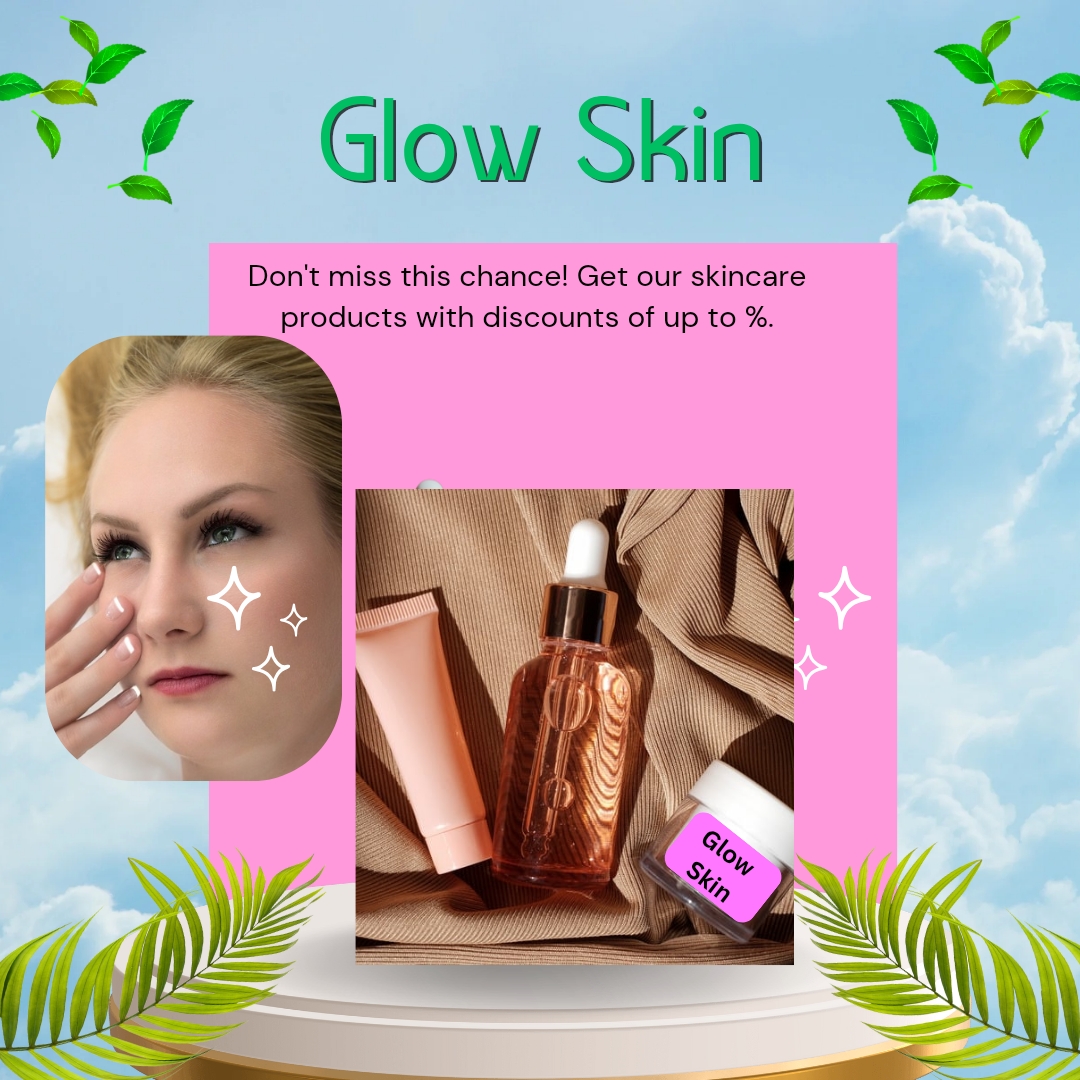 Glow Skin
Don't miss this chance! Get our skincare
products with discounts of up to %.
Glow
Skin